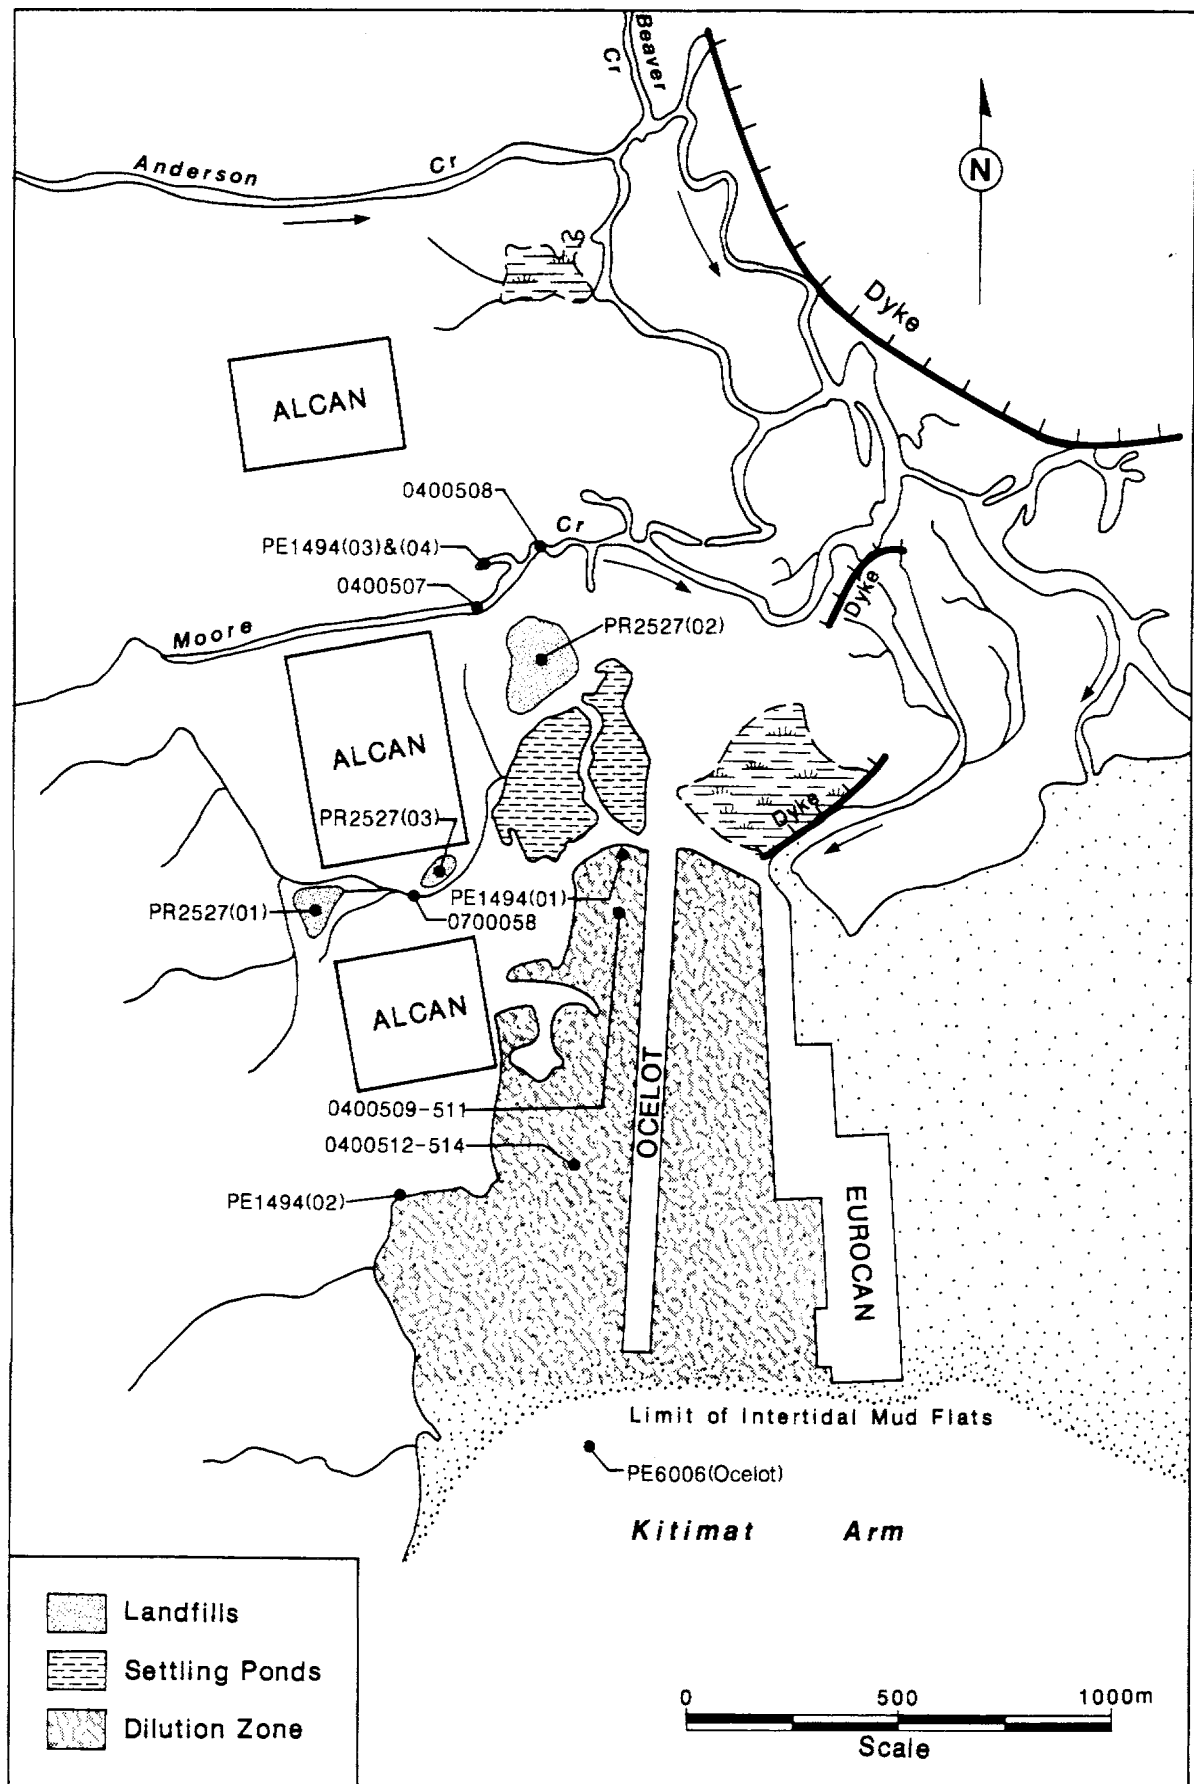 Beaver
Cr
Anderson Cr
N
Dyke
ALCAN
0400508
Cr
PE1494(03)&(04)
0400507
Dyke
Moore
PR2527(02)
ALCAN
PR2527(03)
Dyke
PE1494(01)
PR2527(01)
0700058
ALCAN
OCELOT
0400509-511
0400512-514
PE1494(02)
EUROCAN
Limit of Intertidal Mud Flats
PE6006(Ocelot)
Kitimat Arm
Landfills
Settling Ponds
Dilution Zone
0 500 1000m
Scale